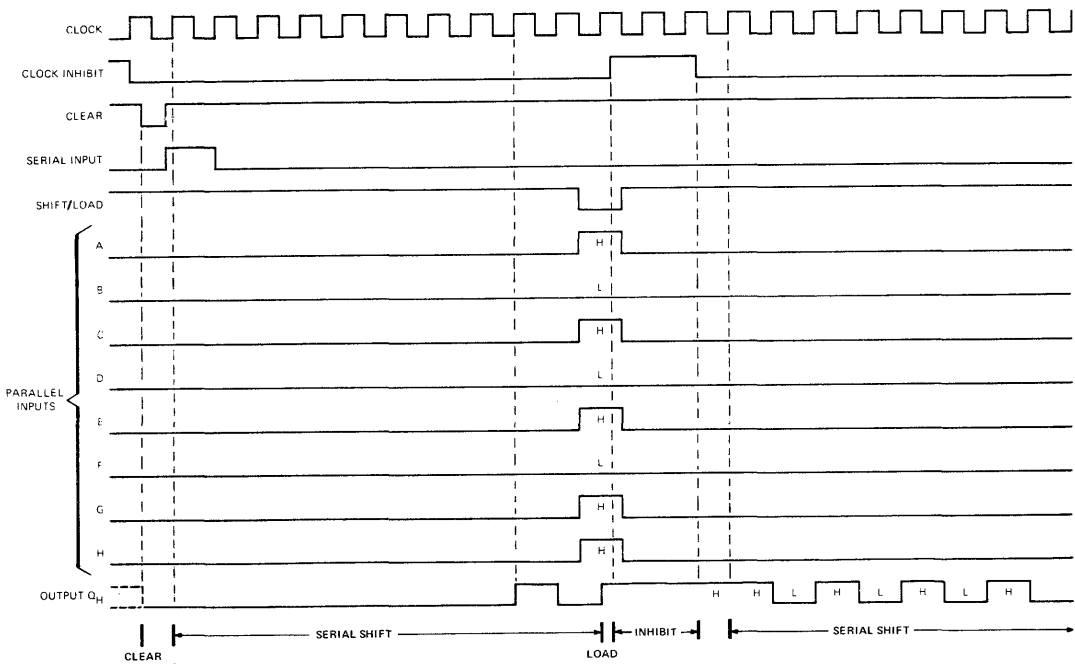 CLOCK
CLOCK INHIBIT
CLEAR
SERIAL INPUT
SHIFT/LOAD
PARALLEL
INPUTS
A H
B L
C H
D L
E H
F L
G H
H H
OUTPUT QH H H L H L H L H
SERIAL SHIFT INHIBIT SERIAL SHIFT
CLEAR LOAD